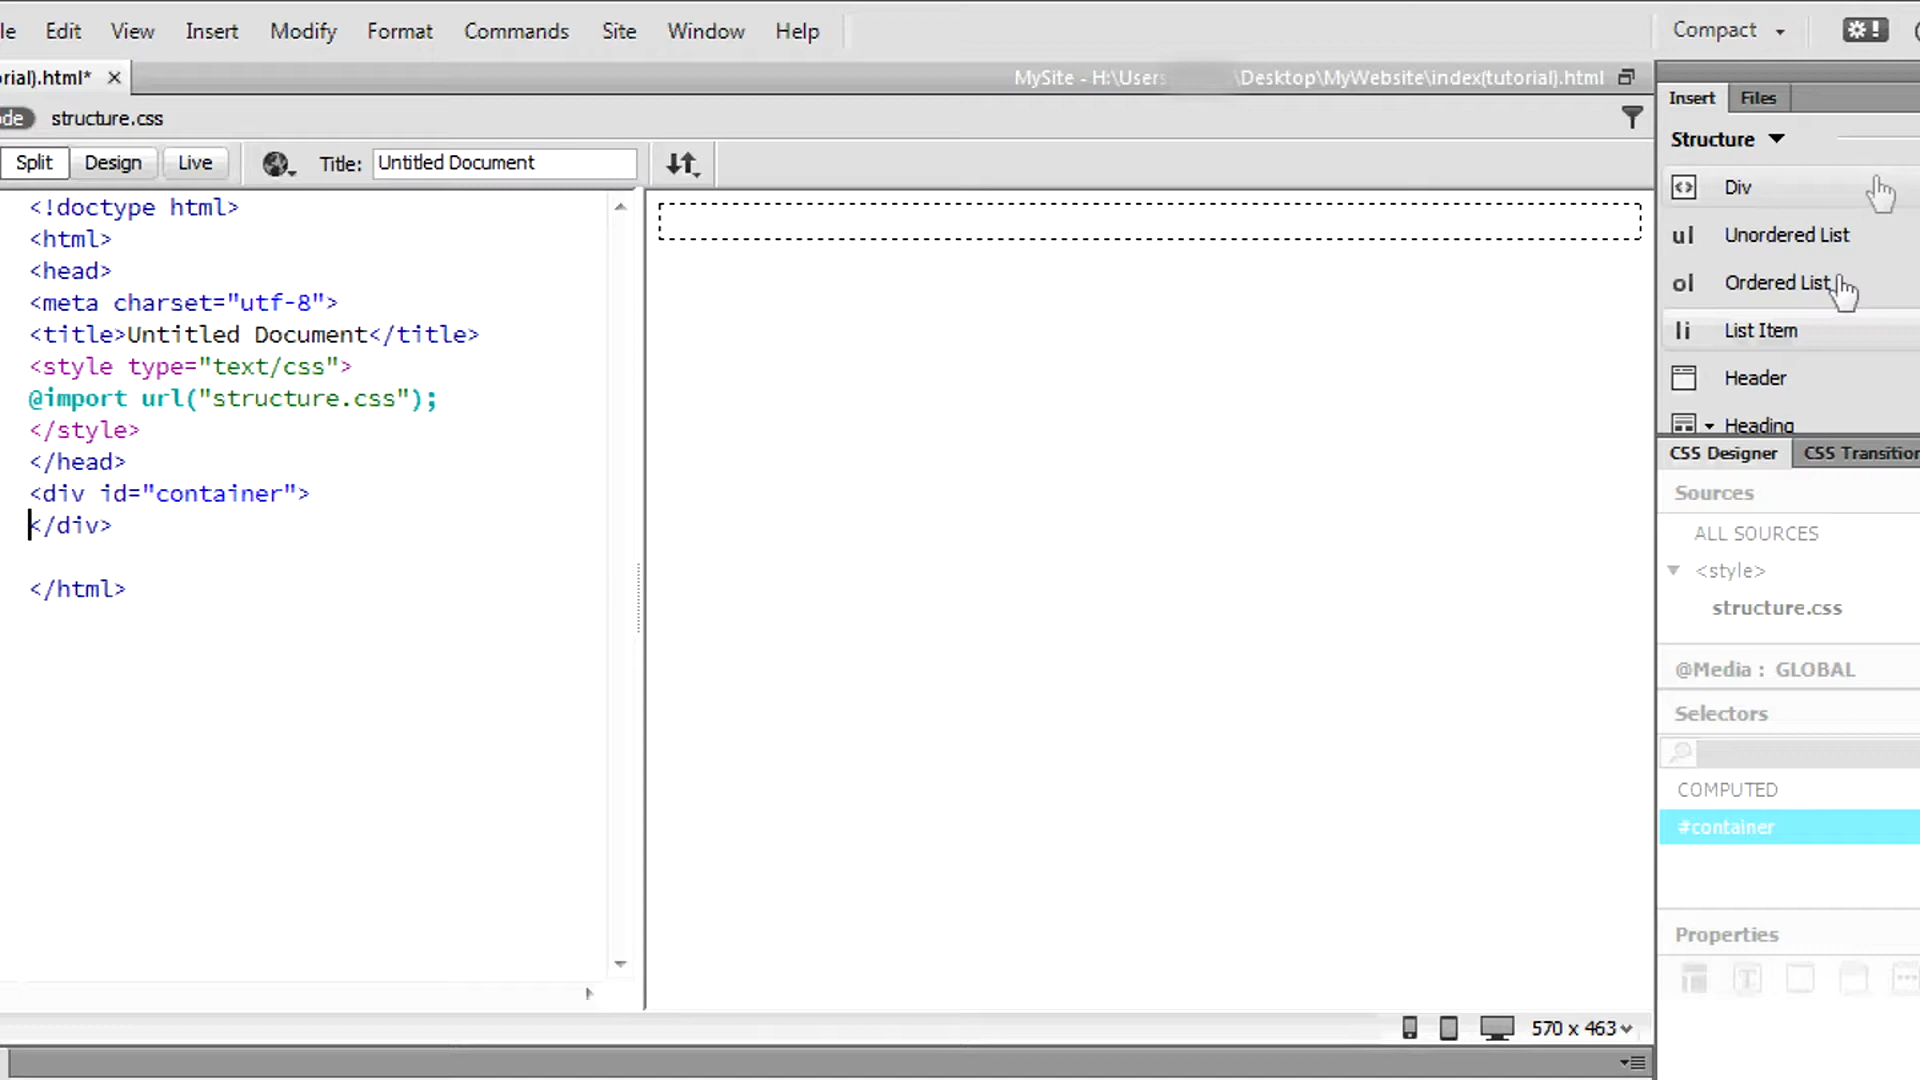 le Edit View Insert Modify Format Commands Site Window Help
Compact
rial).html*
MySite - H:\Users \Desktop\MyWebsite\index(tutorial).html
ode structure.css
Split Design Live Title: Untitled Document
<!doctype html>
<html>
<head>
<meta charset="utf-8">
<title>Untitled Document</title>
<style type="text/css">
@import url("structure.css");
</style>
</head>
<div id="container">
</div>
</html>
570 x 463
Insert Files
Structure
Div
ul Unordered List
ol Ordered List
li List Item
Header
Heading
CSS Designer CSS Transition
Sources
ALL SOURCES
<style>
structure.css
@Media : GLOBAL
Selectors
COMPUTED
#container
Properties
T